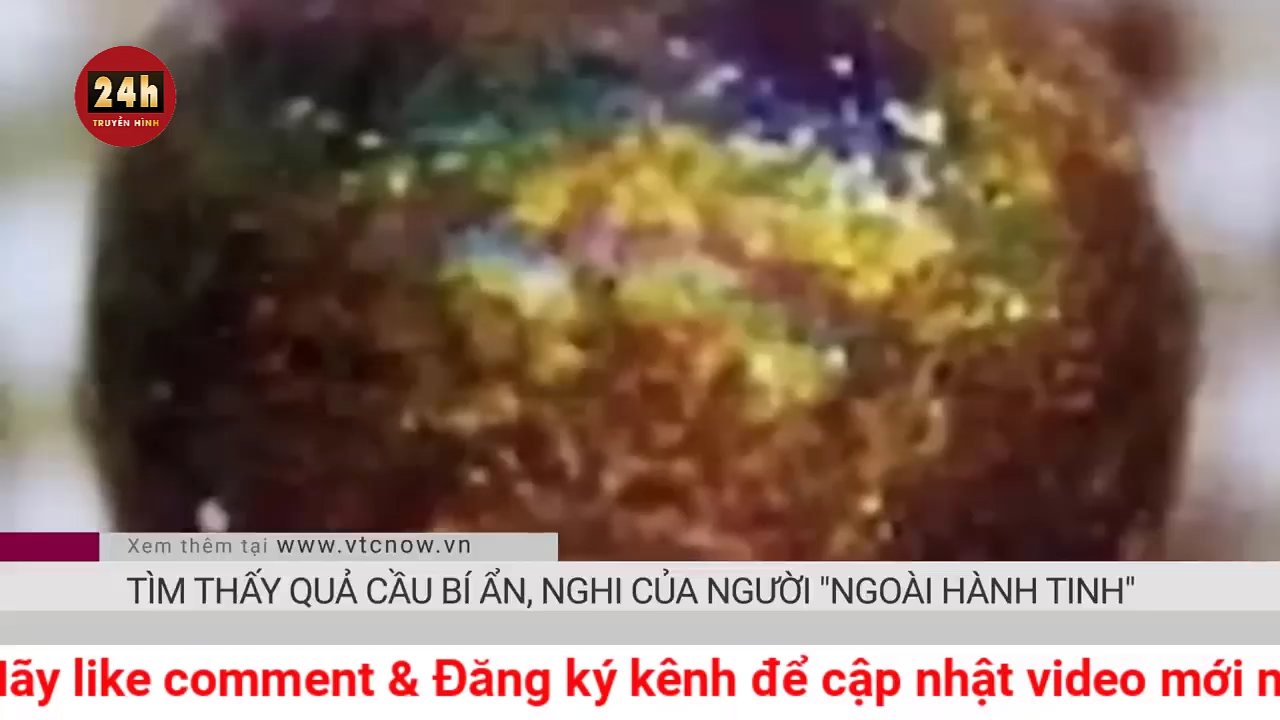 24h
TRUYỀN HÌNH
Xem thêm tại www.vtcnow.vn
TÌM THẤY QUẢ CẦU BÍ ẨN, NGHI CỦA NGƯỜI "NGOÀI HÀNH TINH"
like comment & Đăng ký kênh để cập nhật video mới